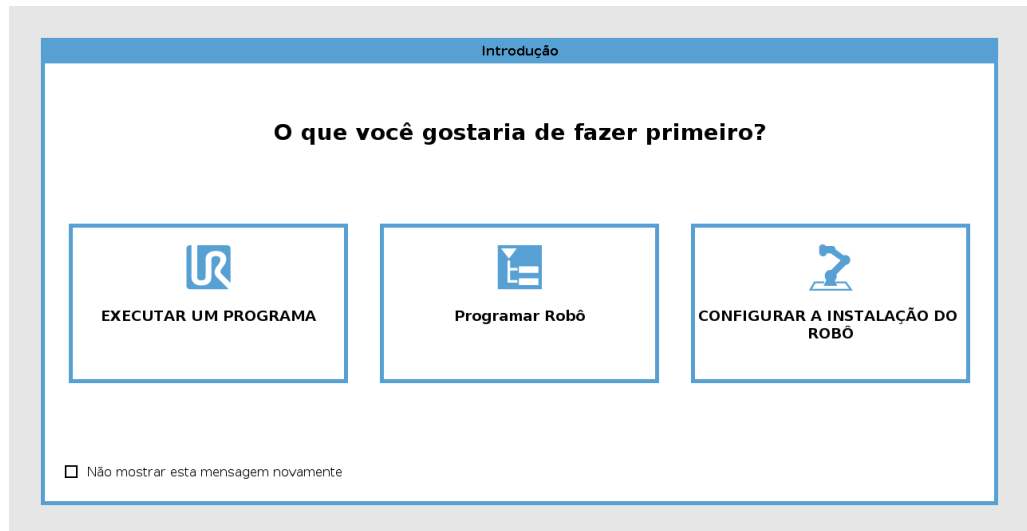 Introdução
O que você gostaria de fazer primeiro?
EXECUTAR UM PROGRAMA
Programar Robô
CONFIGURAR A INSTALAÇÃO DO
ROBÔ
Não mostrar esta mensagem novamente